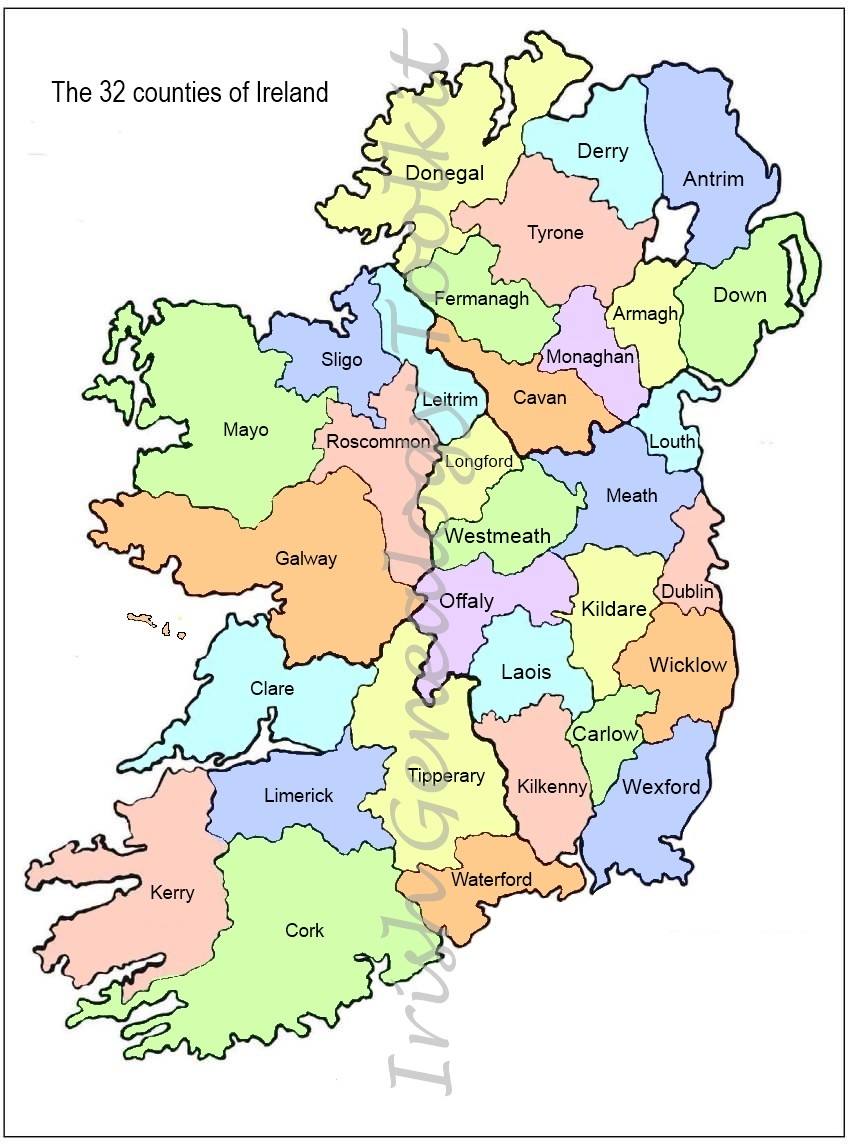 The 32 counties of Ireland
Donegal
Derry
Antrim
Tyrone
Fermanagh
Armagh
Down
Monaghan
Sligo
Leitrim
Cavan
Mayo
Roscommon
Louth
Longford
Meath
Westmeath
Galway
Offaly
Kildare
Dublin
Laois
Wicklow
Clare
Carlow
Tipperary
Kilkenny
Wexford
Limerick
Waterford
Kerry
Cork
Irish Genealogy Toolkit